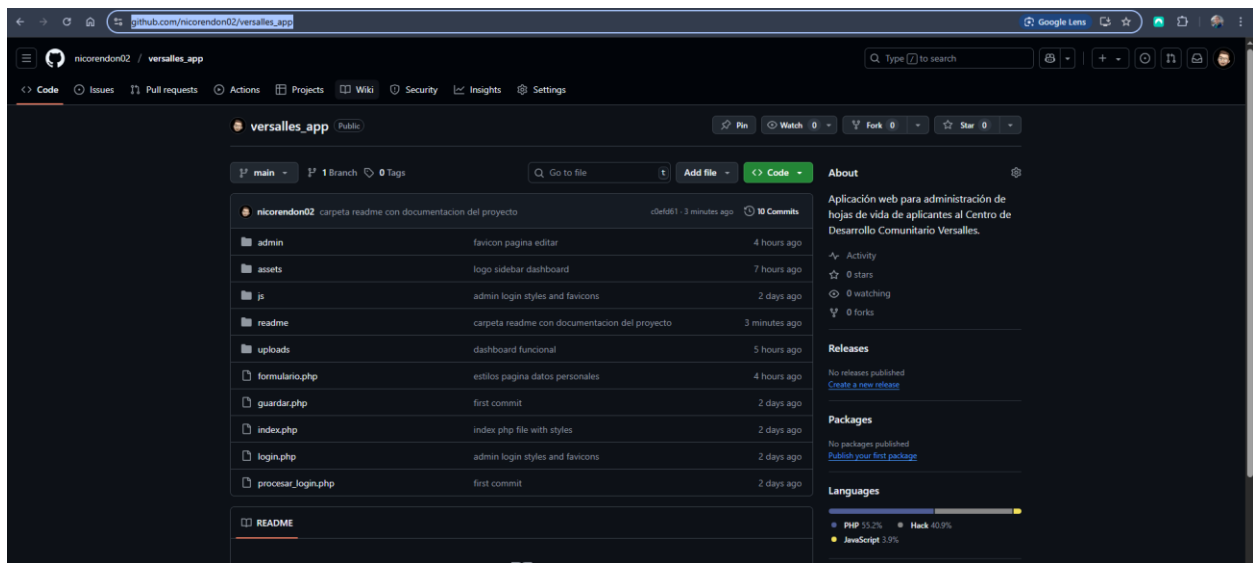 github.com/nicorendon02/versalles_app
Google Lens
nicorendon02 / versalles_app
Type / to search
Code Issues Pull requests Actions Projects Wiki Security Insights Settings
versalles_app Public
Pin Watch 0 Fork 0 Star 0
main 1 Branch 0 Tags Go to file t Add file Code
nicorendon02 carpeta readme con documentacion del proyecto c0efd61 · 3 minutes ago 10 Commits
admin favicon pagina editar 4 hours ago
assets logo sidebar dashboard 7 hours ago
js admin login styles and favicons 2 days ago
readme carpeta readme con documentacion del proyecto 3 minutes ago
uploads dashboard funcional 5 hours ago
formulario.php estilos pagina datos personales 4 hours ago
guardar.php first commit 2 days ago
index.php index php file with styles 2 days ago
login.php admin login styles and favicons 2 days ago
procesar_login.php first commit 2 days ago
README
About
Aplicación web para administración de
hojas de vida de aplicantes al Centro de
Desarrollo Comunitario Versalles.
Activity
0 stars
0 watching
0 forks
Releases
No releases published
Create a new release
Packages
No packages published
Publish your first package
Languages
PHP 55.2% Hack 40.9%
JavaScript 3.9%